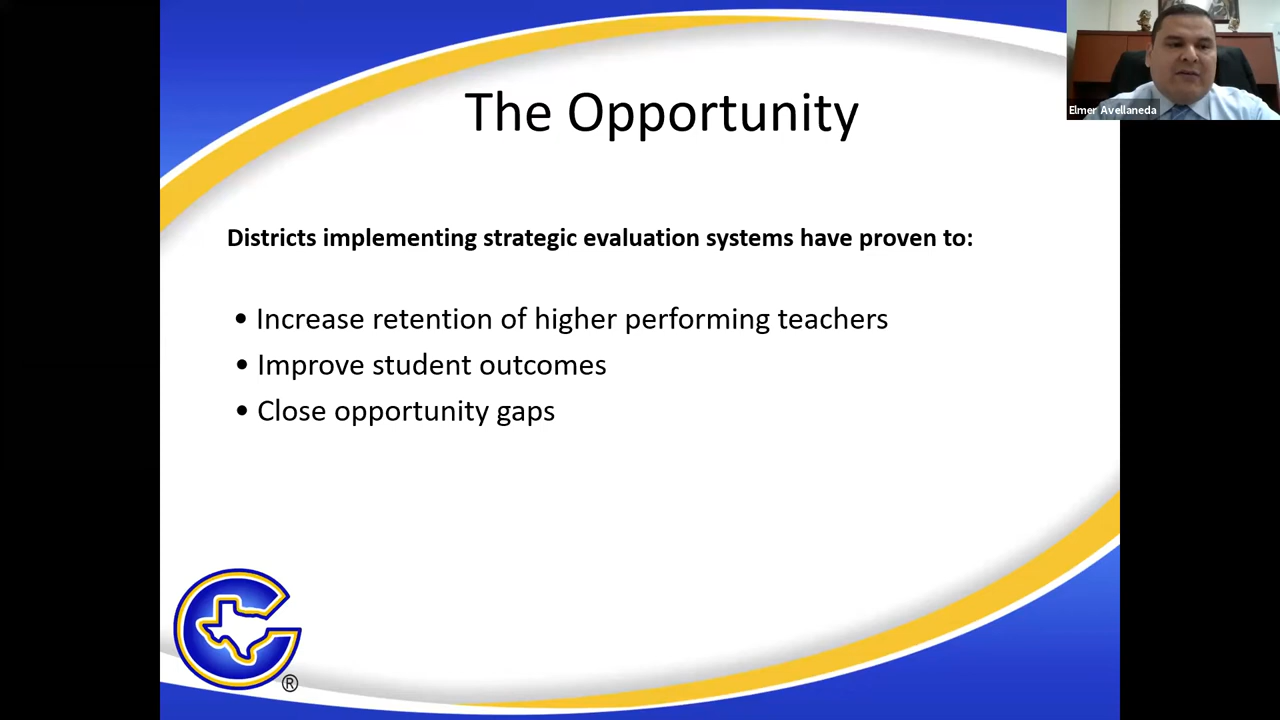 The Opportunity
Elmer Avellaneda
Districts implementing strategic evaluation systems have proven to:
• Increase retention of higher performing teachers
• Improve student outcomes
• Close opportunity gaps
®